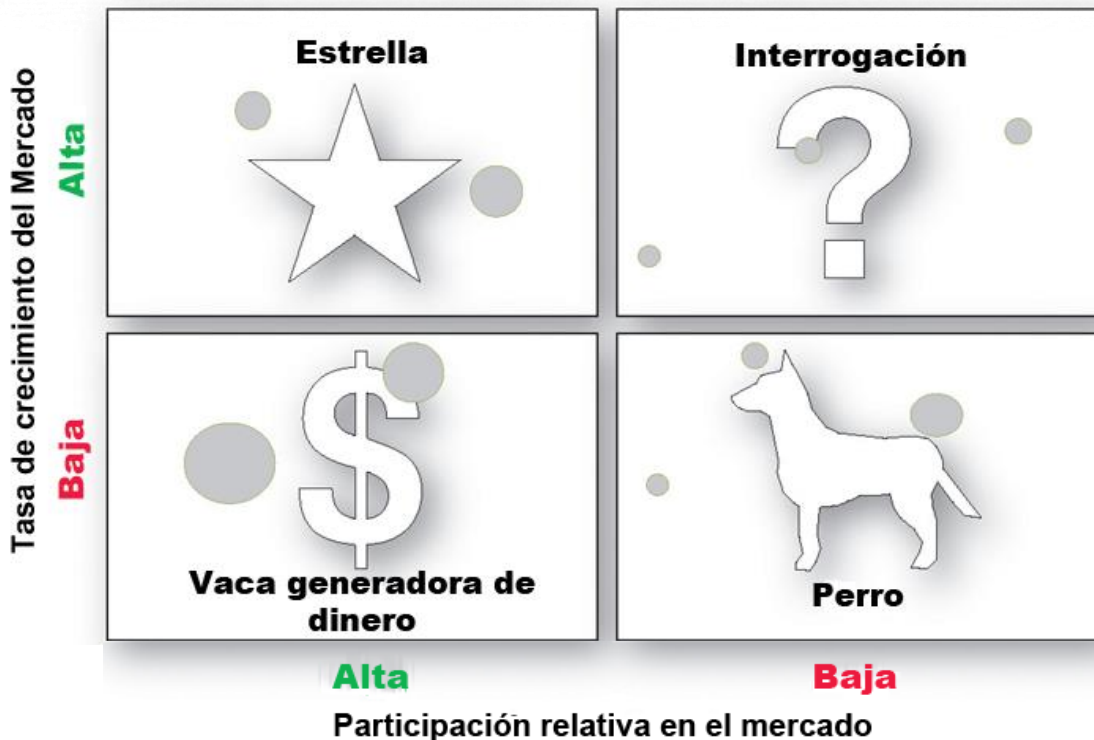 Estrella
Interrogación
?
Tasa de crecimiento del Mercado
Alta
Baja
$
Vaca generadora de
dinero
Perro
Alta
Baja
Participación relativa en el mercado